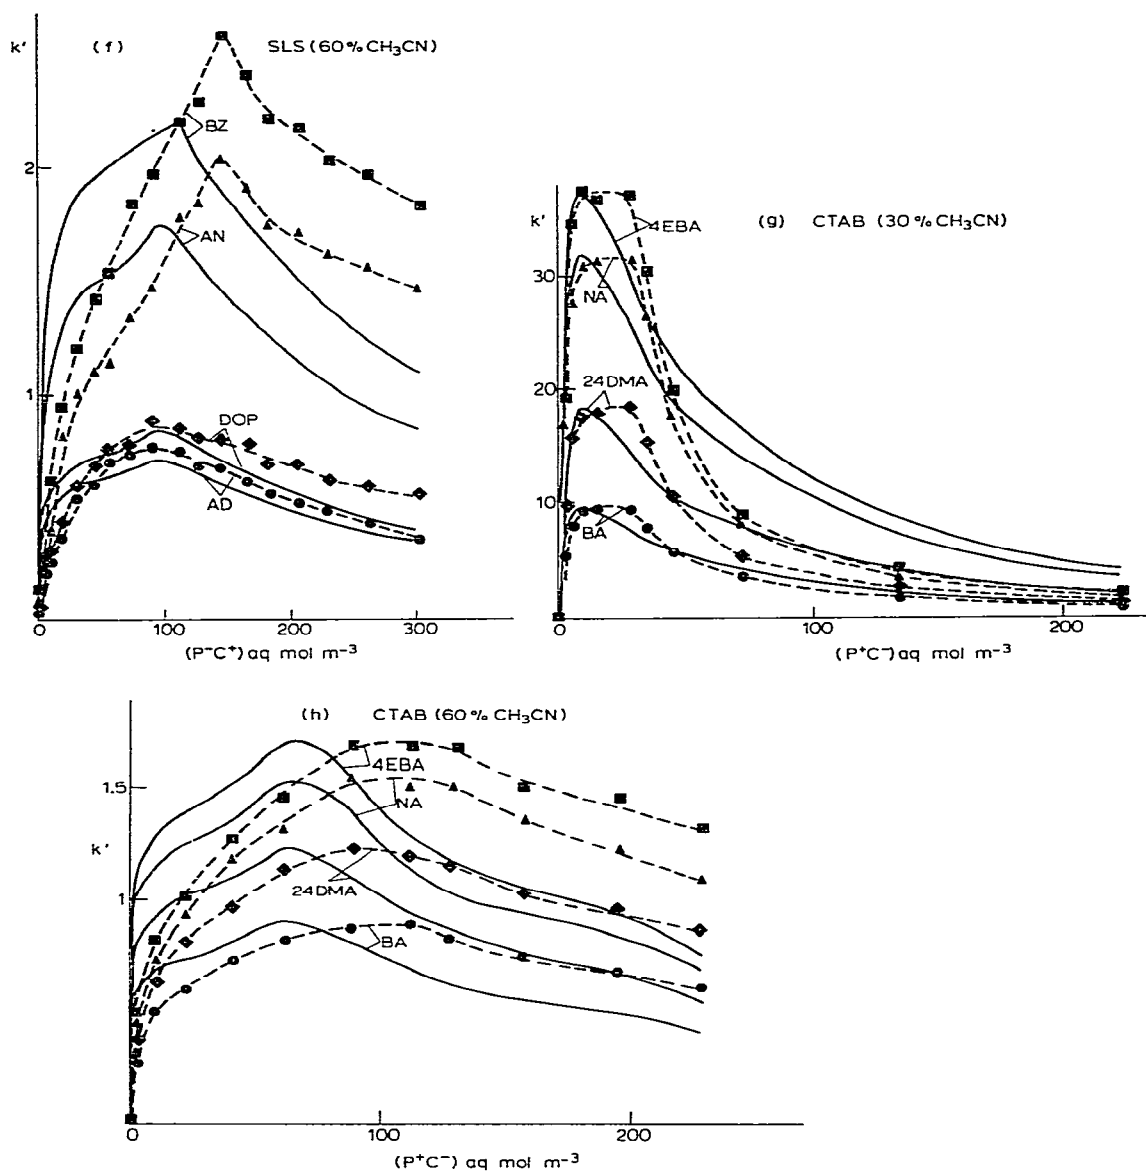 (f) SLS (60% CH₃CN)
k'
2
1
BZ
AN
DOP
AD
0 100 200 300
(P⁻C⁺) aq mol m⁻³
(g) CTAB (30% CH₃CN)
k'
30
20
10
4EBA
NA
24DMA
BA
0 100 200
(P⁺C⁻) aq mol m⁻³
(h) CTAB (60% CH₃CN)
1.5
k'
1
4EBA
NA
24DMA
BA
0 100 200
(P⁺C⁻) aq mol m⁻³